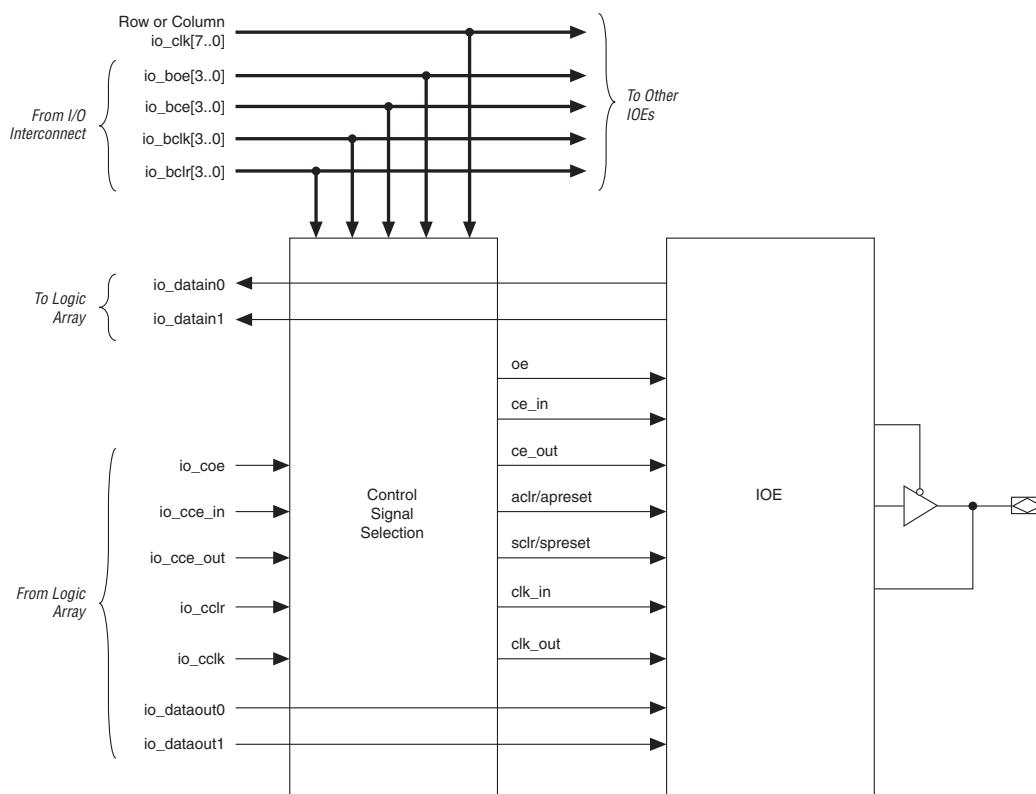 Row or Column
io_clk[7..0]
io_boe[3..0]
From I/O
Interconnect
io_bce[3..0]
io_bclk[3..0]
io_bclr[3..0]
To Other
IOEs
To Logic
Array
io_datain0
io_datain1
oe
ce_in
ce_out
aclr/apreset
sclr/spreset
clk_in
clk_out
Control
Signal
Selection
IOE
From Logic
Array
io_coe
io_cce_in
io_cce_out
io_cclr
io_cclk
io_dataout0
io_dataout1